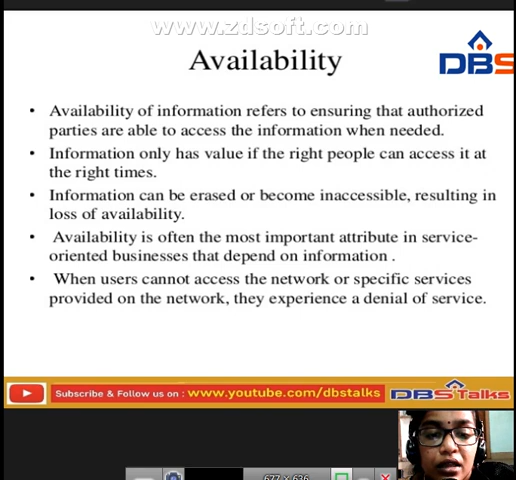 www.zdsoft.com
Availability
DBS
• Availability of information refers to ensuring that authorized
parties are able to access the information when needed.
• Information only has value if the right people can access it at
the right times.
• Information can be erased or become inaccessible, resulting in
loss of availability.
• Availability is often the most important attribute in service-
oriented businesses that depend on information .
• When users cannot access the network or specific services
provided on the network, they experience a denial of service.
Subscribe & Follow us on : www.youtube.com/dbstalks DBS Talks
677 × 636